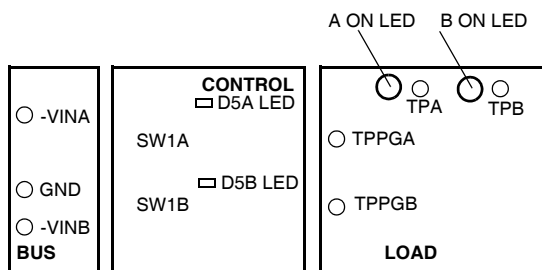 A ON LED
B ON LED
-VINA
GND
-VINB
BUS
CONTROL
D5A LED
SW1A
D5B LED
SW1B
TPA
TPB
TPPGA
TPPGB
LOAD